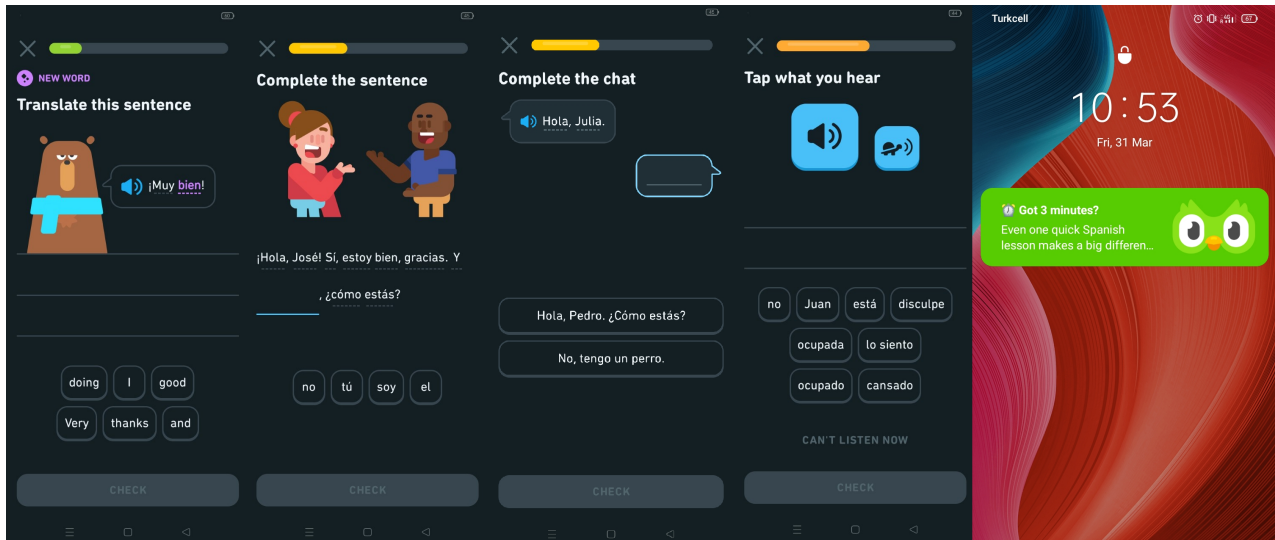 NEW WORD
Translate this sentence
¡Muy bien!
doing I good
Very thanks and
CHECK
Complete the sentence
¡Hola, José! Sí, estoy bien, gracias. Y
, ¿cómo estás?
no tú soy el
CHECK
Complete the chat
Hola, Julia.
Hola, Pedro. ¿Cómo estás?
No, tengo un perro.
CHECK
Tap what you hear
no Juan está disculpe
ocupada lo siento
ocupado cansado
CAN'T LISTEN NOW
CHECK
Turkcell
67
10:53
Fri, 31 Mar
Got 3 minutes?
Even one quick Spanish
lesson makes a big differen...